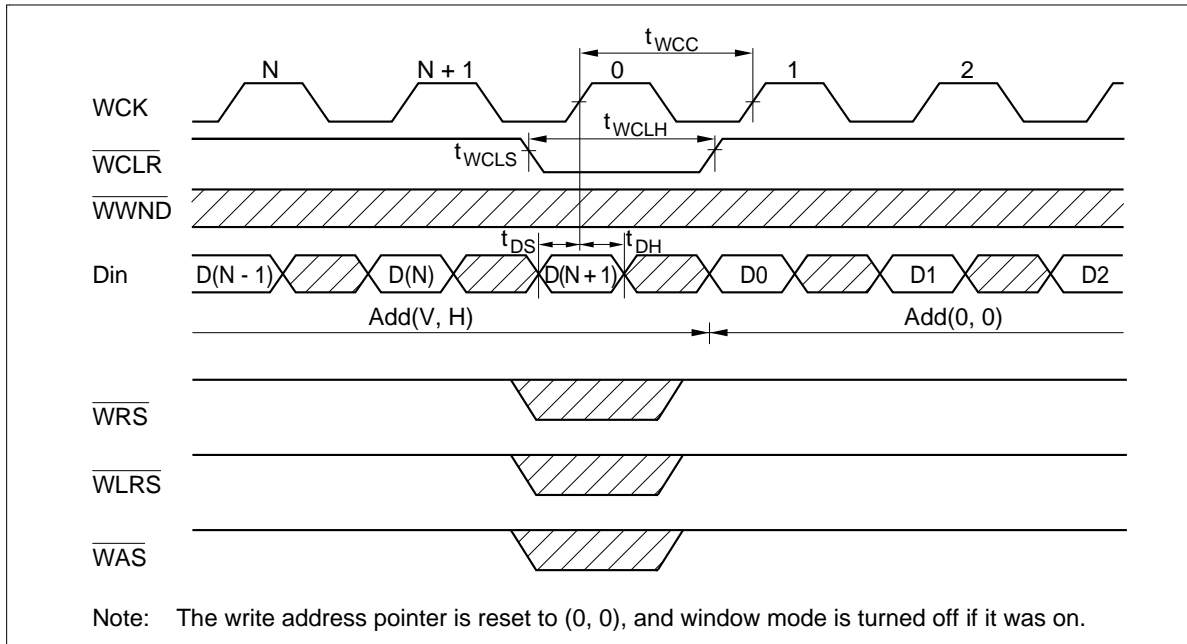 tWCC
N N + 1 0 1 2
WCK
tWCLH
tWCLS
WCLR
WWND
tDS tDH
Din D(N - 1) D(N) D(N + 1) D0 D1 D2
Add(V, H) Add(0, 0)
WRS
WLRS
WAS
Note: The write address pointer is reset to (0, 0), and window mode is turned off if it was on.